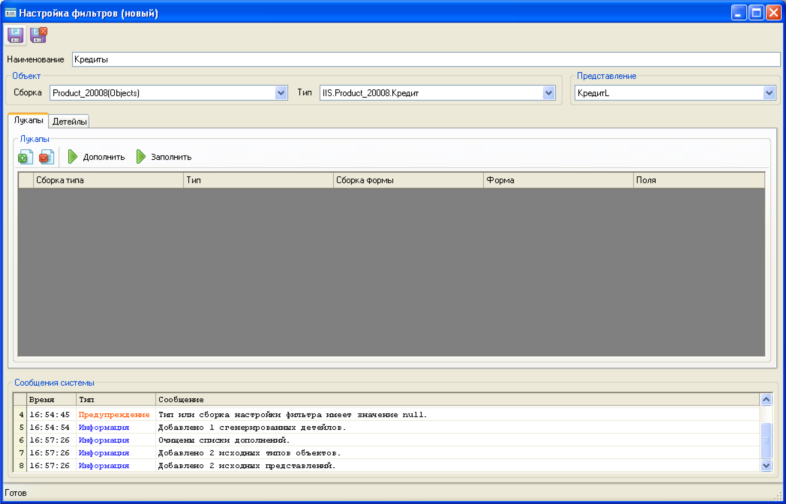 Настройка фильтров (новый)
Наименование Кредиты
Объект Представление
Сборка Product_20008(Objects) Тип IIS.Product_20008.Кредит КредитL
Лукапы Детейлы
Лукапы
Дополнить Заполнить
Сборка типа Тип Сборка формы Форма Поля
Сообщения системы
Время Тип Сообщение
4 16:54:45 Предупреждение Тип или сборка настройки фильтра имеет значение null.
5 16:54:54 Информация Добавлено 1 сгенерированных детейлов.
6 16:57:26 Информация Очищены списки дополнений.
7 16:57:26 Информация Добавлено 2 исходных типов объектов.
8 16:57:26 Информация Добавлено 2 исходных представлений.
Готов